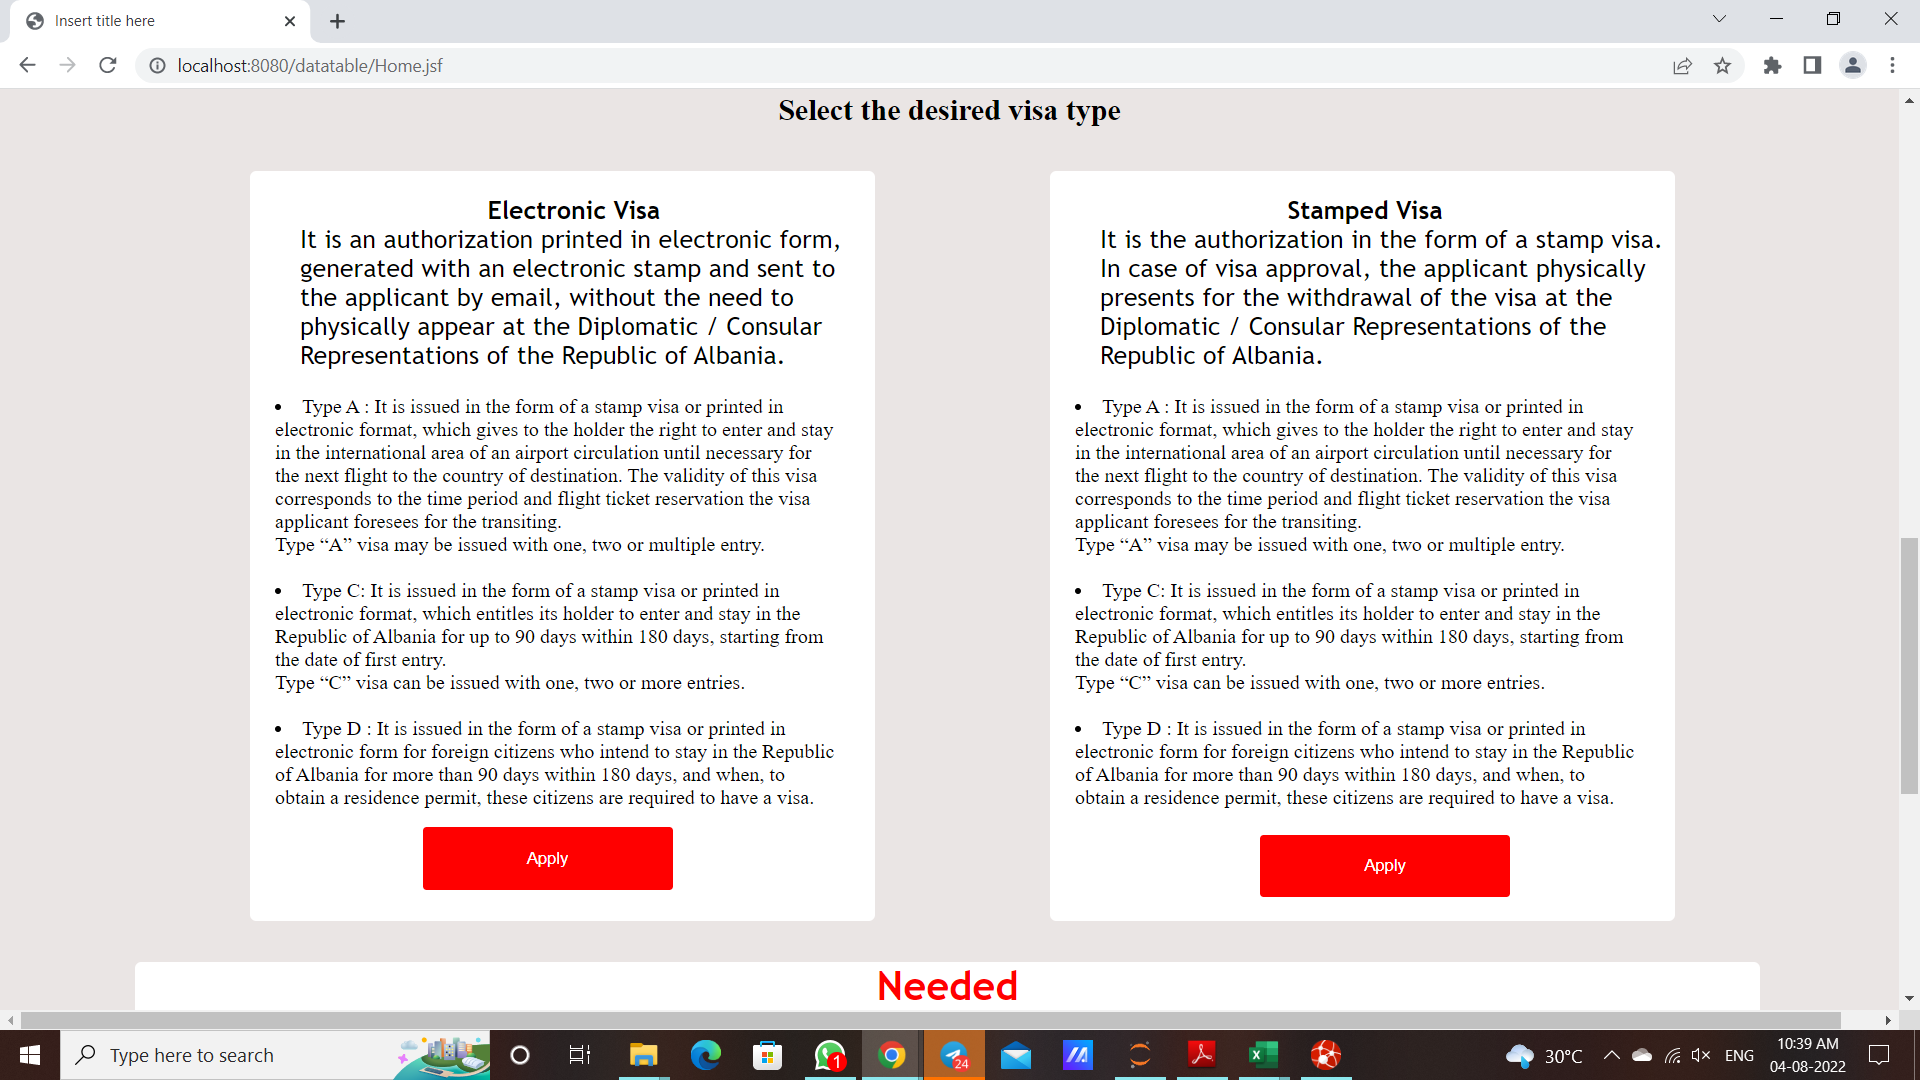 Insert title here
localhost:8080/datatable/Home.jsf
Select the desired visa type
Electronic Visa
It is an authorization printed in electronic form,
generated with an electronic stamp and sent to
the applicant by email, without the need to
physically appear at the Diplomatic / Consular
Representations of the Republic of Albania.
• Type A : It is issued in the form of a stamp visa or printed in
electronic format, which gives to the holder the right to enter and stay
in the international area of an airport circulation until necessary for
the next flight to the country of destination. The validity of this visa
corresponds to the time period and flight ticket reservation the visa
applicant foresees for the transiting.
Type “A” visa may be issued with one, two or multiple entry.
• Type C: It is issued in the form of a stamp visa or printed in
electronic format, which entitles its holder to enter and stay in the
Republic of Albania for up to 90 days within 180 days, starting from
the date of first entry.
Type “C” visa can be issued with one, two or more entries.
• Type D : It is issued in the form of a stamp visa or printed in
electronic form for foreign citizens who intend to stay in the Republic
of Albania for more than 90 days within 180 days, and when, to
obtain a residence permit, these citizens are required to have a visa.
Apply
Stamped Visa
It is the authorization in the form of a stamp visa.
In case of visa approval, the applicant physically
presents for the withdrawal of the visa at the
Diplomatic / Consular Representations of the
Republic of Albania.
• Type A : It is issued in the form of a stamp visa or printed in
electronic format, which gives to the holder the right to enter and stay
in the international area of an airport circulation until necessary for
the next flight to the country of destination. The validity of this visa
corresponds to the time period and flight ticket reservation the visa
applicant foresees for the transiting.
Type “A” visa may be issued with one, two or multiple entry.
• Type C: It is issued in the form of a stamp visa or printed in
electronic format, which entitles its holder to enter and stay in the
Republic of Albania for up to 90 days within 180 days, starting from
the date of first entry.
Type “C” visa can be issued with one, two or more entries.
• Type D : It is issued in the form of a stamp visa or printed in
electronic form for foreign citizens who intend to stay in the Republic
of Albania for more than 90 days within 180 days, and when, to
obtain a residence permit, these citizens are required to have a visa.
Apply
Needed
Type here to search
1
24
30°C
ENG
10:39 AM
04-08-2022